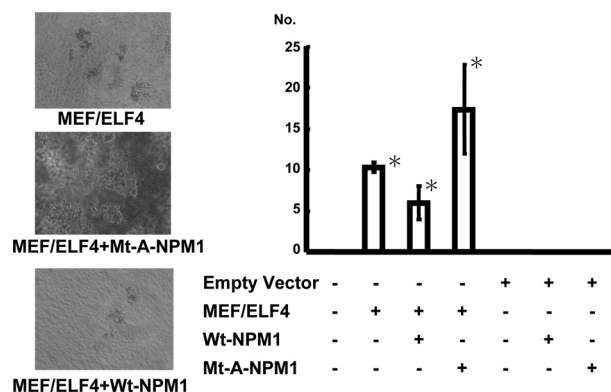 No.
25
20
15
10
5
0
*
*
*
MEF/ELF4
MEF/ELF4+Mt-A-NPM1
MEF/ELF4+Wt-NPM1
Empty Vector - - - - + + +
MEF/ELF4 - + + + - - -
Wt-NPM1 - - + - - + -
Mt-A-NPM1 - - - + - - +